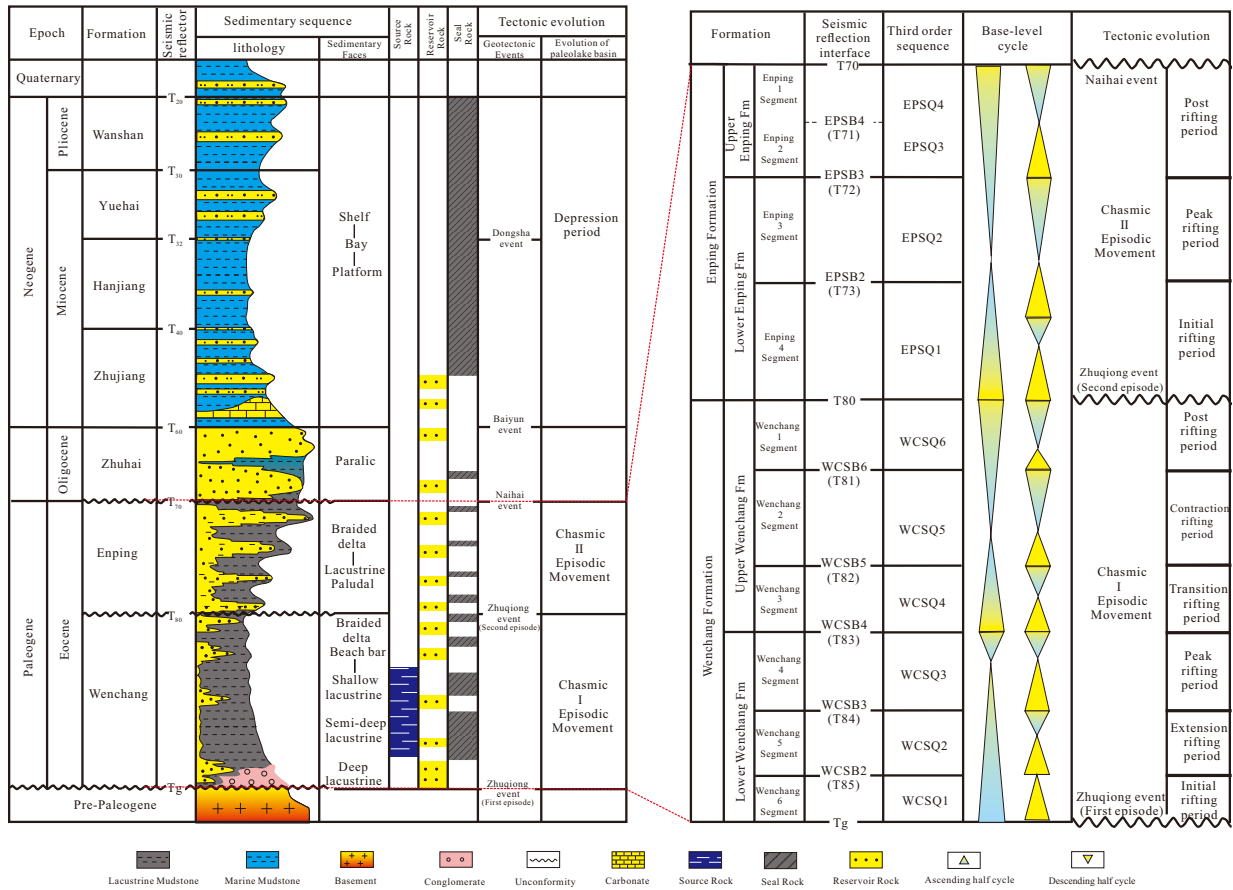 Epoch
Formation
Seismic
reflector
Sedimentary sequence
lithology
Sedimentary
Faces
Source
Rock
Reservoir
Rock
Seal
Rock
Tectonic evolution
Geotectonic
Events
Evolution of
paleolake basin
Quaternary
Neogene
Pliocene
Miocene
Paleogene
Oligocene
Eocene
Wanshan
Yuehai
Hanjiang
Zhujiang
Zhuhai
Enping
Wenchang
Pre-Paleogene
T20
T30
T32
T40
T60
T70
T80
Tg
Shelf
Bay
Platform
Paralic
Braided
delta
Lacustrine
Paludal
Braided
delta
Beach bar
Shallow
lacustrine
Semi-deep
lacustrine
Deep
lacustrine
Dongsha
event
Baiyun
event
Naihai
event
Zhuqiong
event
(Second episode)
Zhuqiong
event
(First episode)
Depression
period
Chasmic
II
Episodic
Movement
Chasmic
I
Episodic
Movement
Formation
Seismic
reflection
interface
Third order
sequence
Base-level
cycle
Tectonic evolution
Enping Formation
Upper
Enping Fm
Lower Enping Fm
Wenchang Formation
Upper Wenchang Fm
Lower Wenchang Fm
Enping
1
Segment
Enping
2
Segment
Enping
3
Segment
Enping
4
Segment
Wenchang
1
Segment
Wenchang
2
Segment
Wenchang
3
Segment
Wenchang
4
Segment
Wenchang
5
Segment
Wenchang
6
Segment
T70
EPSB4
(T71)
EPSB3
(T72)
EPSB2
(T73)
T80
WCSB6
(T81)
WCSB5
(T82)
WCSB4
(T83)
WCSB3
(T84)
WCSB2
(T85)
Tg
EPSQ4
EPSQ3
EPSQ2
EPSQ1
WCSQ6
WCSQ5
WCSQ4
WCSQ3
WCSQ2
WCSQ1
Naihai event
Chasmic
II
Episodic
Movement
Zhuqiong event
(Second episode)
Chasmic
I
Episodic
Movement
Zhuqiong event
(First episode)
Post
rifting
period
Peak
rifting
period
Initial
rifting
period
Post
rifting
period
Contraction
rifting
period
Transition
rifting
period
Peak
rifting
period
Extension
rifting
period
Initial
rifting
period
Lacustrine Mudstone
Marine Mudstone
Basement
Conglomerate
Unconformity
Carbonate
Source Rock
Seal Rock
Reservoir Rock
Ascending half cycle
Descending half cycle